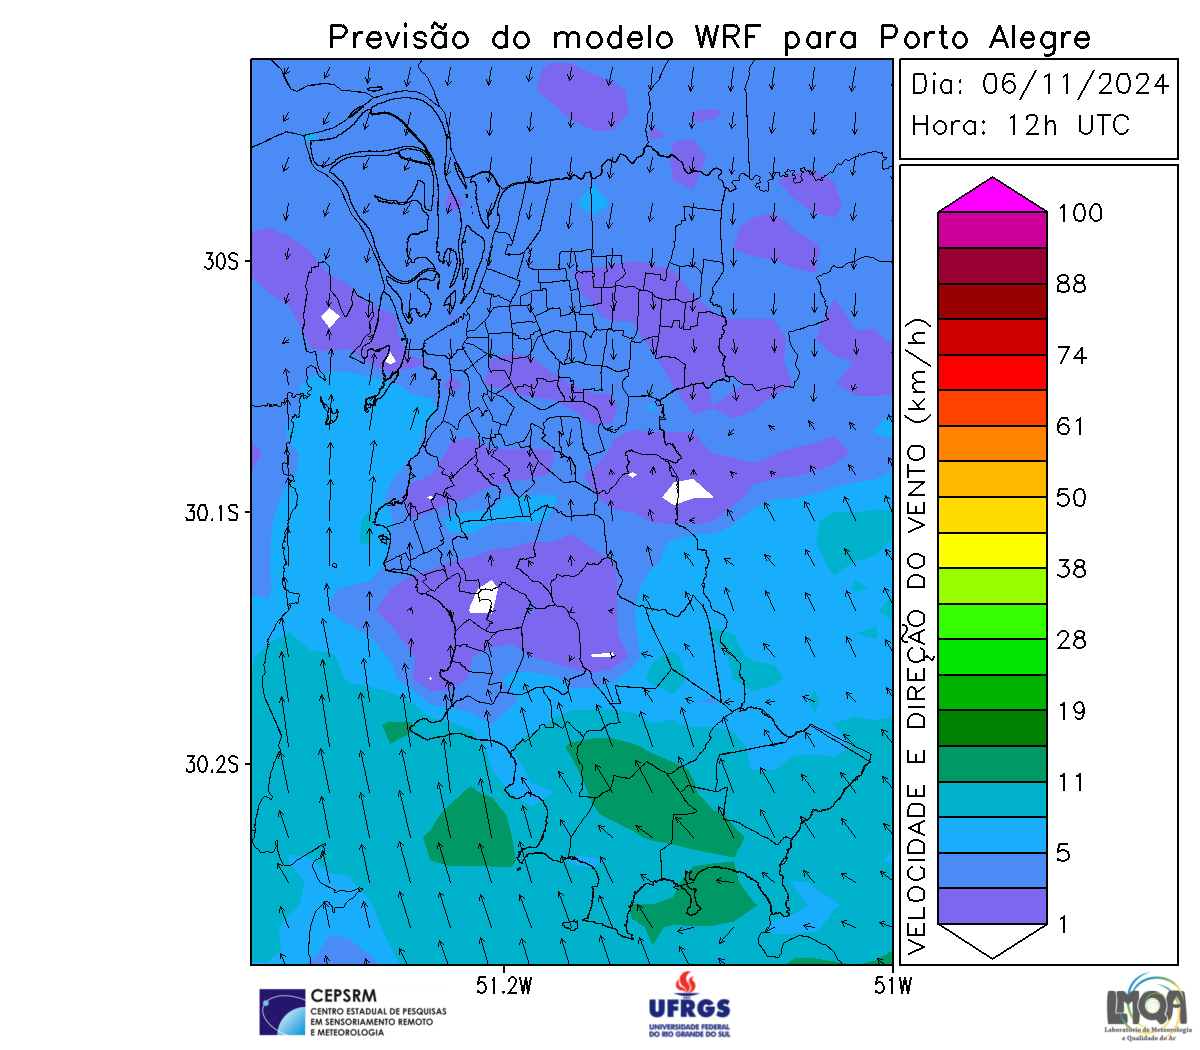 Previsão do modelo WRF para Porto Alegre
Dia: 06/11/2024
Hora: 12h UTC
100
88
74
61
50
38
28
19
11
5
1
VELOCIDADE E DIREÇÃO DO VENTO (km/h)
30S
30.1S
30.2S
51.2W
51W
CEPSRM
CENTRO ESTADUAL DE PESQUISAS
EM SENSORIAMENTO REMOTO
E METEOROLOGIA
UFRGS
UNIVERSIDADE FEDERAL
DO RIO GRANDE DO SUL
LMQA
Laboratório de Meteorologia
e Qualidade do Ar